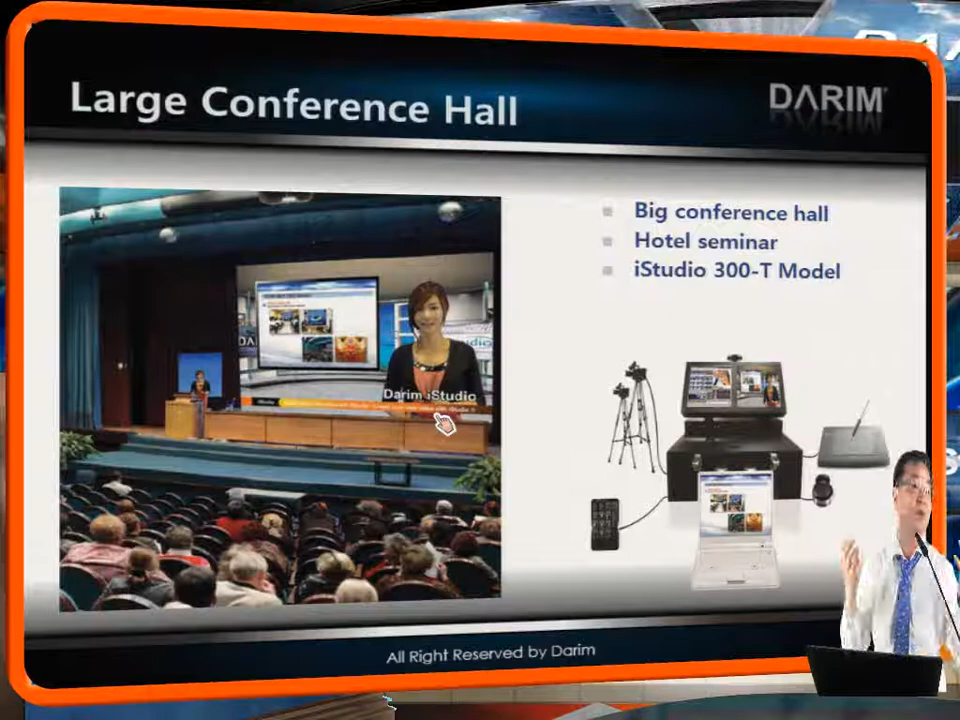 Large Conference Hall
DARIM
Big conference hall
Hotel seminar
iStudio 300-T Model
Darim iStudio
All Right Reserved by Darim